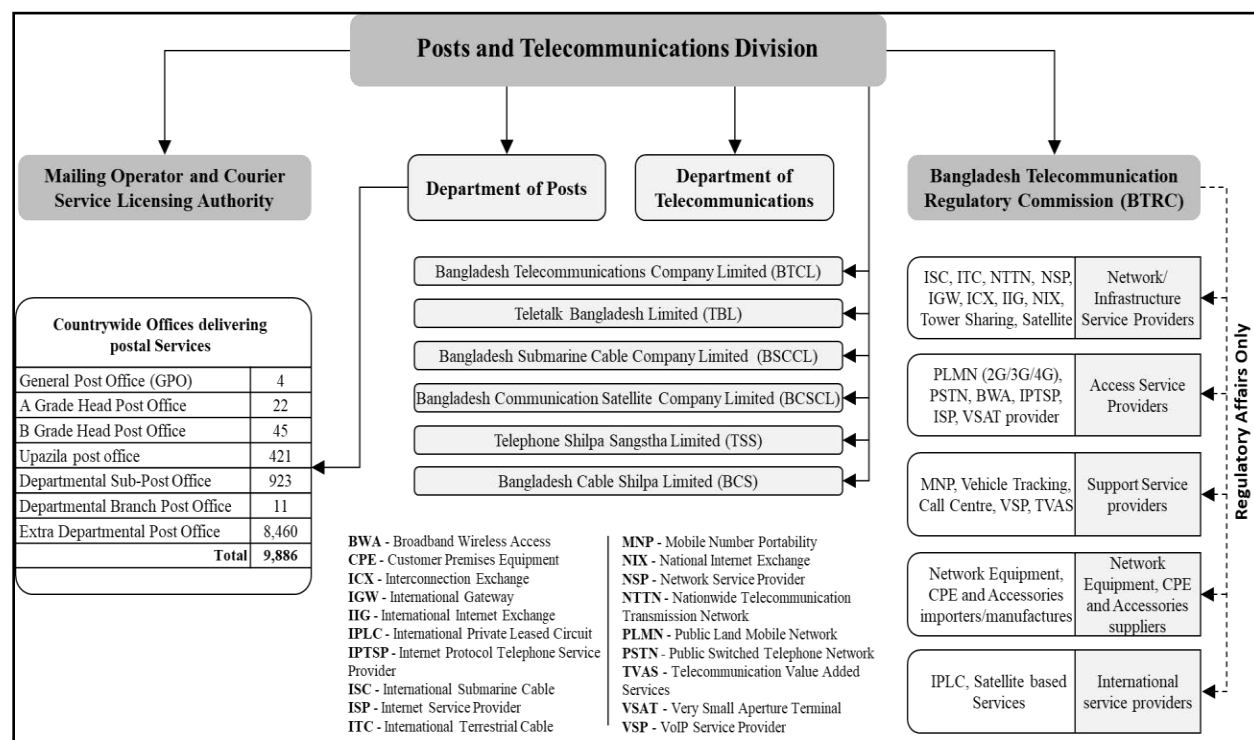 Posts and Telecommunications Division
Mailing Operator and Courier
Service Licensing Authority
Department of Posts
Department of
Telecommunications
Bangladesh Telecommunication
Regulatory Commission (BTRC)
Bangladesh Telecommunications Company Limited (BTCL)
Teletalk Bangladesh Limited (TBL)
Bangladesh Submarine Cable Company Limited (BSCCL)
Bangladesh Communication Satellite Company Limited (BCSCL)
Telephone Shilpa Sangstha Limited (TSS)
Bangladesh Cable Shilpa Limited (BCS)
Countrywide Offices delivering
postal Services
General Post Office (GPO) 4
A Grade Head Post Office 22
B Grade Head Post Office 45
Upazila post office 421
Departmental Sub-Post Office 923
Departmental Branch Post Office 11
Extra Departmental Post Office 8,460
Total 9,886
ISC, ITC, NTTN, NSP,
IGW, ICX, IIG, NIX,
Tower Sharing, Satellite
Network/
Infrastructure
Service Providers
PLMN (2G/3G/4G),
PSTN, BWA, IPTSP,
ISP, VSAT provider
Access Service
Providers
MNP, Vehicle Tracking,
Call Centre, VSP, TVAS
Support Service
providers
Network Equipment,
CPE and Accessories
importers/manufactures
Network
Equipment, CPE
and Accessories
suppliers
IPLC, Satellite based
Services
International
service providers
Regulatory Affairs Only
BWA - Broadband Wireless Access
CPE - Customer Premises Equipment
ICX - Interconnection Exchange
IGW - International Gateway
IIG - International Internet Exchange
IPLC - International Private Leased Circuit
IPTSP - Internet Protocol Telephone Service
Provider
ISC - International Submarine Cable
ISP - Internet Service Provider
ITC - International Terrestrial Cable
MNP - Mobile Number Portability
NIX - National Internet Exchange
NSP - Network Service Provider
NTTN - Nationwide Telecommunication
Transmission Network
PLMN - Public Land Mobile Network
PSTN - Public Switched Telephone Network
TVAS - Telecommunication Value Added
Services
VSAT - Very Small Aperture Terminal
VSP - VoIP Service Provider